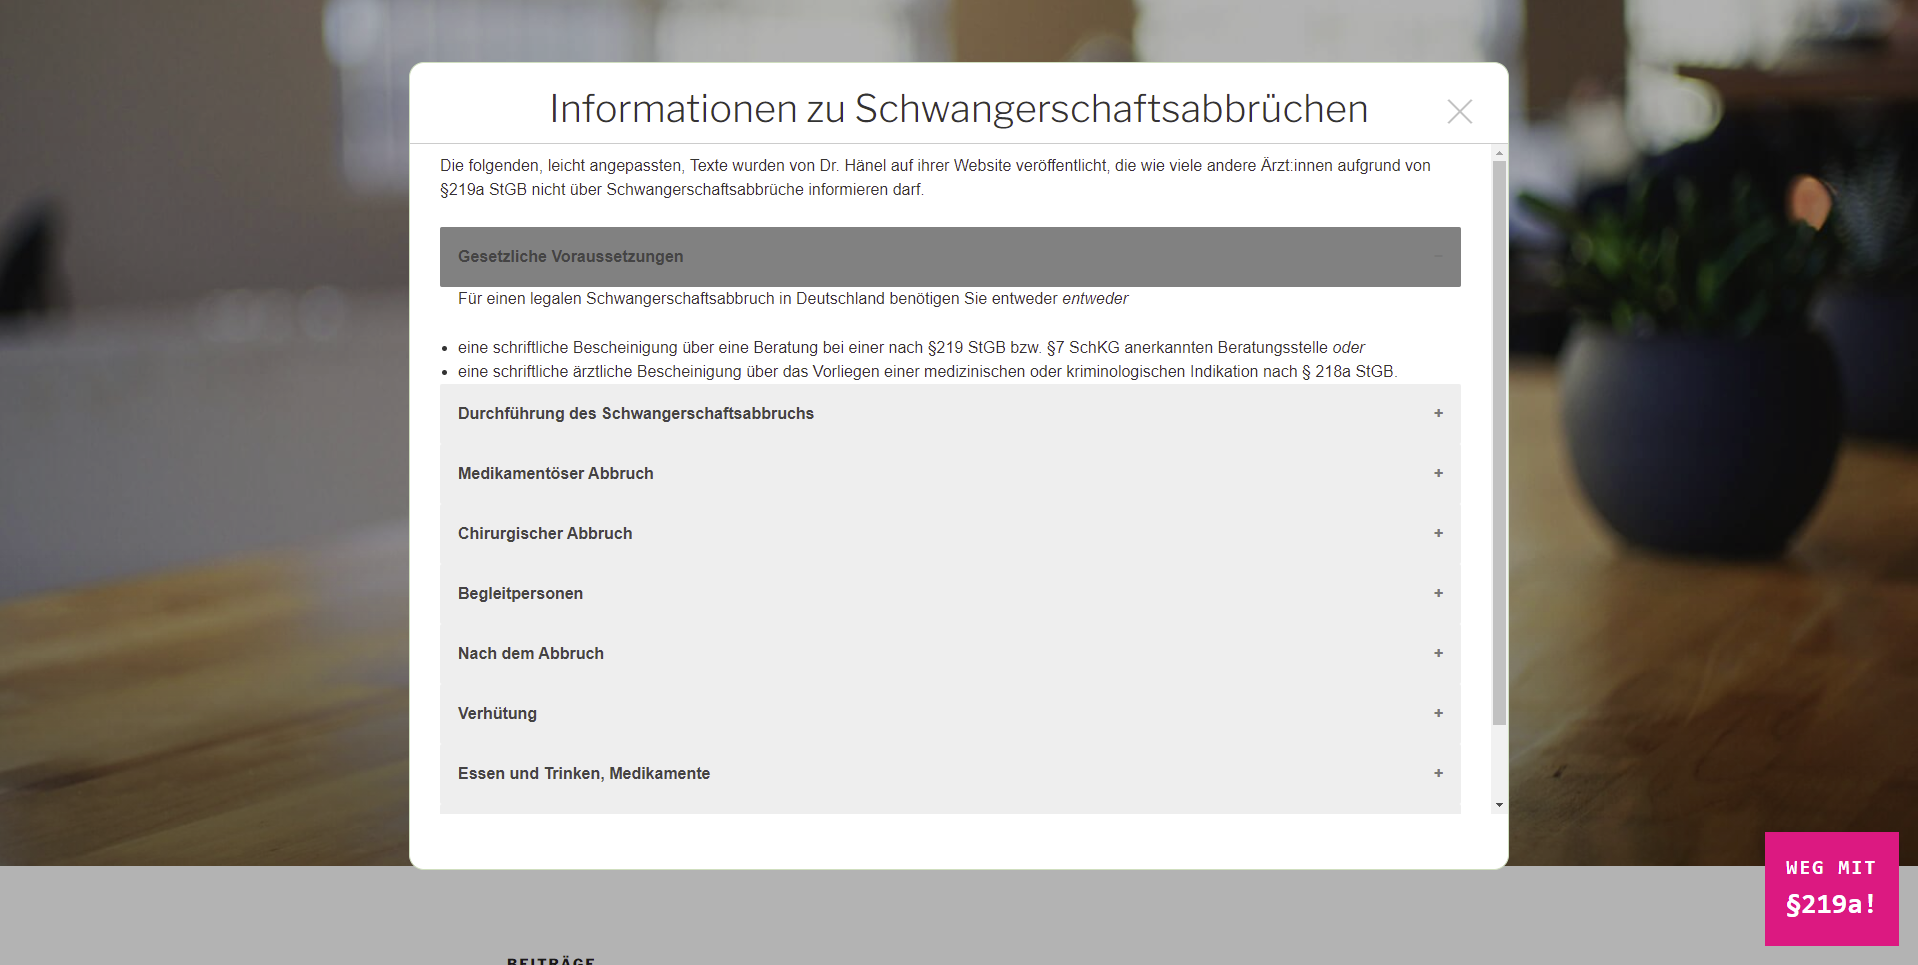 Informationen zu Schwangerschaftsabbrüchen
Die folgenden, leicht angepassten, Texte wurden von Dr. Hänel auf ihrer Website veröffentlicht, die wie viele andere Ärzt:innen aufgrund von
§219a StGB nicht über Schwangerschaftsabbrüche informieren darf.
Gesetzliche Voraussetzungen
Für einen legalen Schwangerschaftsabbruch in Deutschland benötigen Sie entweder entweder
• eine schriftliche Bescheinigung über eine Beratung bei einer nach §219 StGB bzw. §7 SchKG anerkannten Beratungsstelle oder
• eine schriftliche ärztliche Bescheinigung über das Vorliegen einer medizinischen oder kriminologischen Indikation nach § 218a StGB.
Durchführung des Schwangerschaftsabbruchs +
Medikamentöser Abbruch +
Chirurgischer Abbruch +
Begleitpersonen +
Nach dem Abbruch +
Verhütung +
Essen und Trinken, Medikamente +
WEG MIT
§219a!
BEITRÄGE